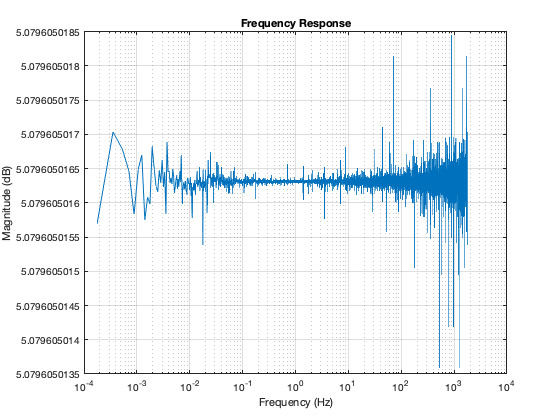 Frequency Response
5.0796050185
5.079605018
5.0796050175
5.079605017
5.0796050165
5.079605016
5.0796050155
5.079605015
5.0796050145
5.079605014
5.0796050135
Magnitude (dB)
10^-4 10^-3 10^-2 10^-1 10^0 10^1 10^2 10^3 10^4
Frequency (Hz)